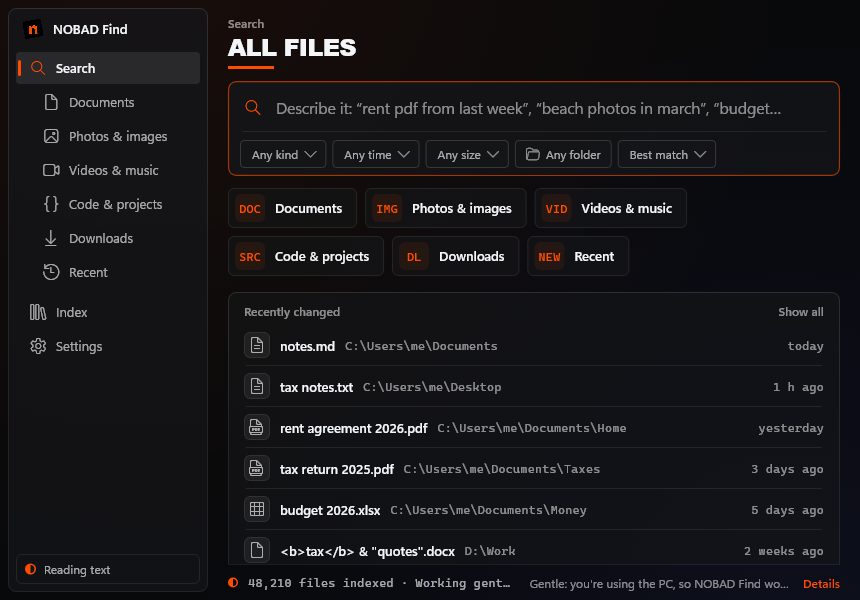 NOBAD Find
Search
Documents
Photos & images
Videos & music
Code & projects
Downloads
Recent
Index
Settings
Reading text
Search
ALL FILES
Describe it: “rent pdf from last week”, “beach photos in march”, “budget…
Any kind
Any time
Any size
Any folder
Best match
DOC Documents
IMG Photos & images
VID Videos & music
SRC Code & projects
DL Downloads
NEW Recent
Recently changed Show all
notes.md C:\Users\me\Documents today
tax notes.txt C:\Users\me\Desktop 1 h ago
rent agreement 2026.pdf C:\Users\me\Documents\Home yesterday
tax return 2025.pdf C:\Users\me\Documents\Taxes 3 days ago
budget 2026.xlsx C:\Users\me\Documents\Money 5 days ago
<b>tax</b> & "quotes".docx D:\Work 2 weeks ago
48,210 files indexed · Working gent… Gentle: you're using the PC, so NOBAD Find wo… Details